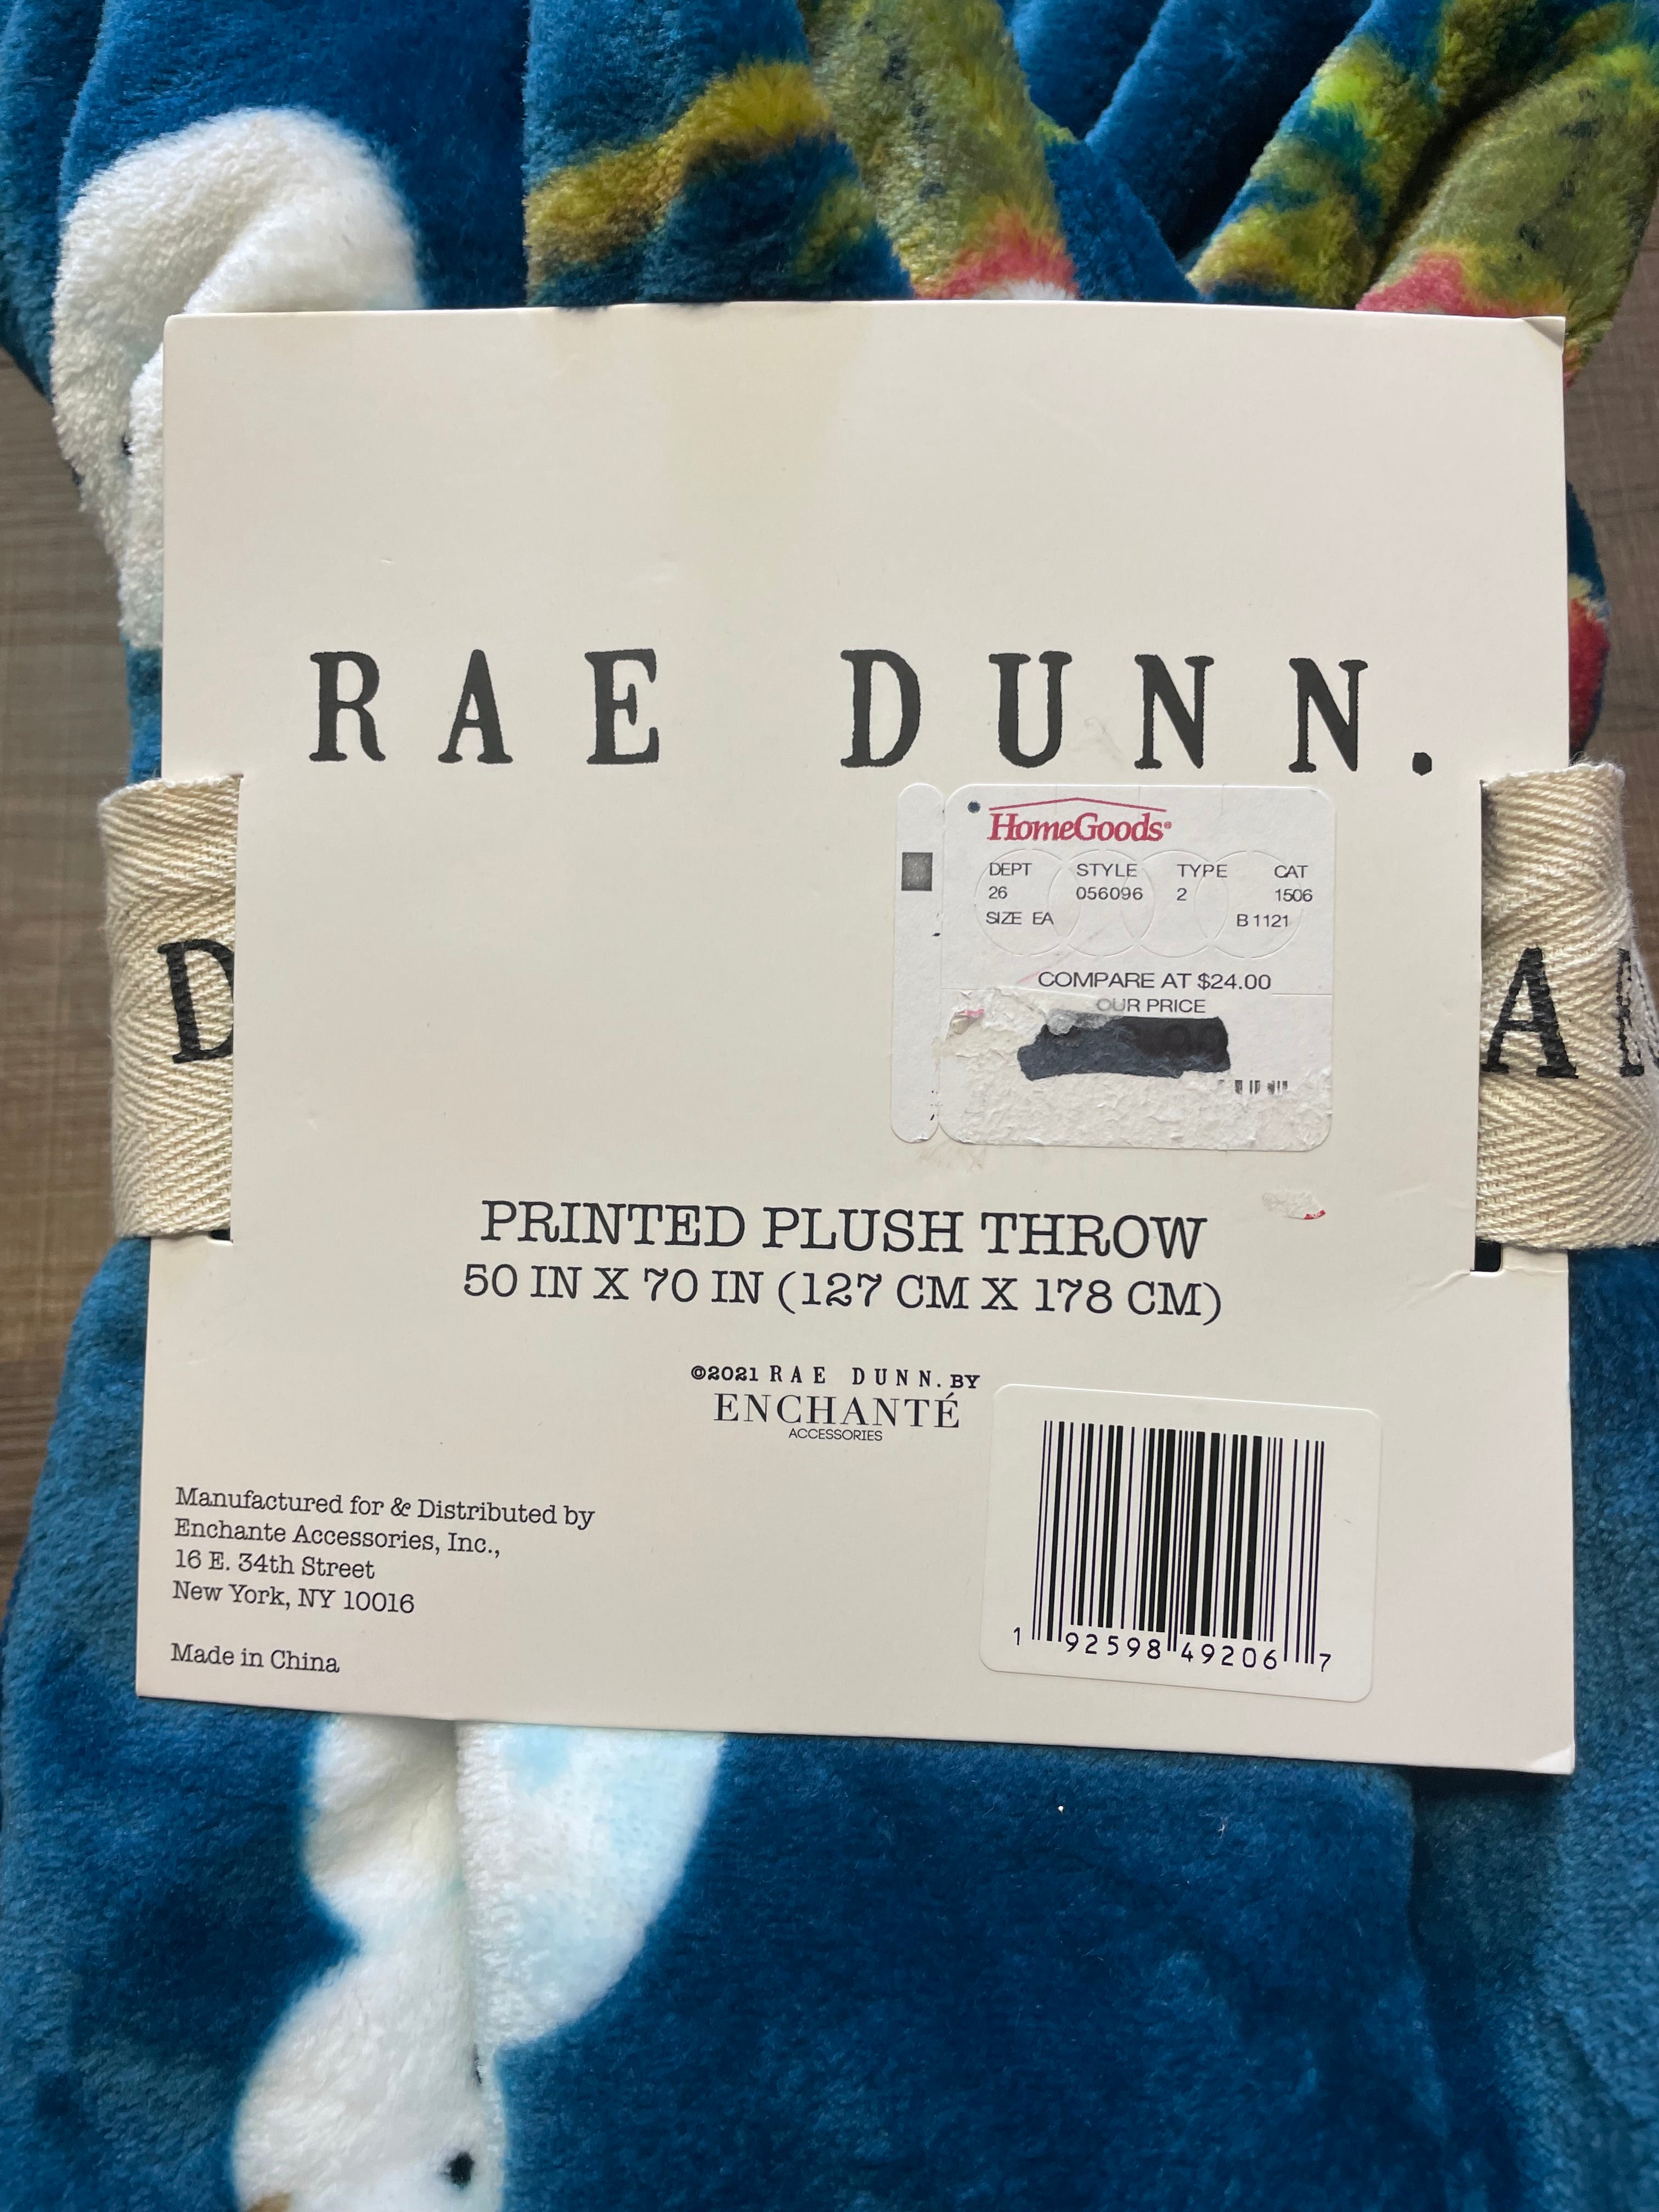 RAE DUNN.
HomeGoods®
DEPT STYLE TYPE CAT
26 056096 2 1506
SIZE EA B1121
COMPARE AT $24.00
OUR PRICE
D
A
PRINTED PLUSH THROW
50 IN X 70 IN (127 CM X 178 CM)
©2021 RAE DUNN. BY
ENCHANTÉ
ACCESSORIES
Manufactured for & Distributed by
Enchante Accessories, Inc.,
16 E. 34th Street
New York, NY 10016
Made in China
1 92598 49206 7